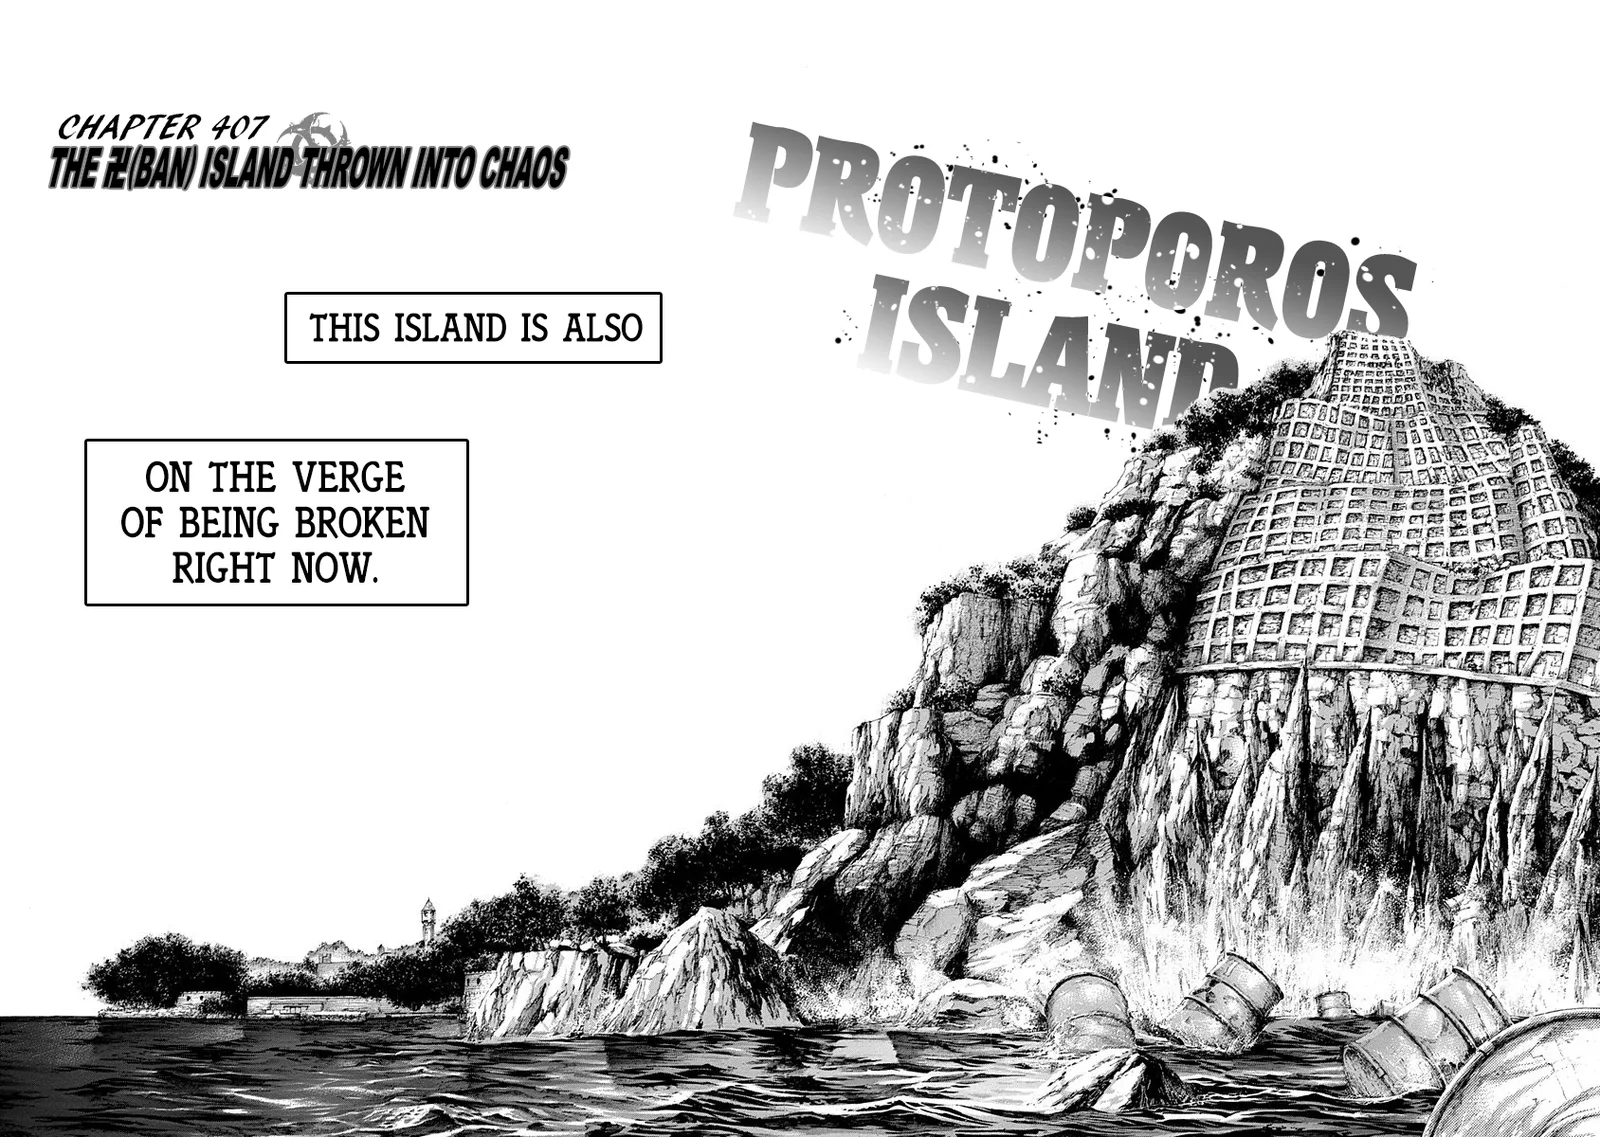 CHAPTER 407
THE 卍(BAN) ISLAND THROWN INTO CHAOS
PROTOPOROS
ISLAND
THIS ISLAND IS ALSO
ON THE VERGE
OF BEING BROKEN
RIGHT NOW.